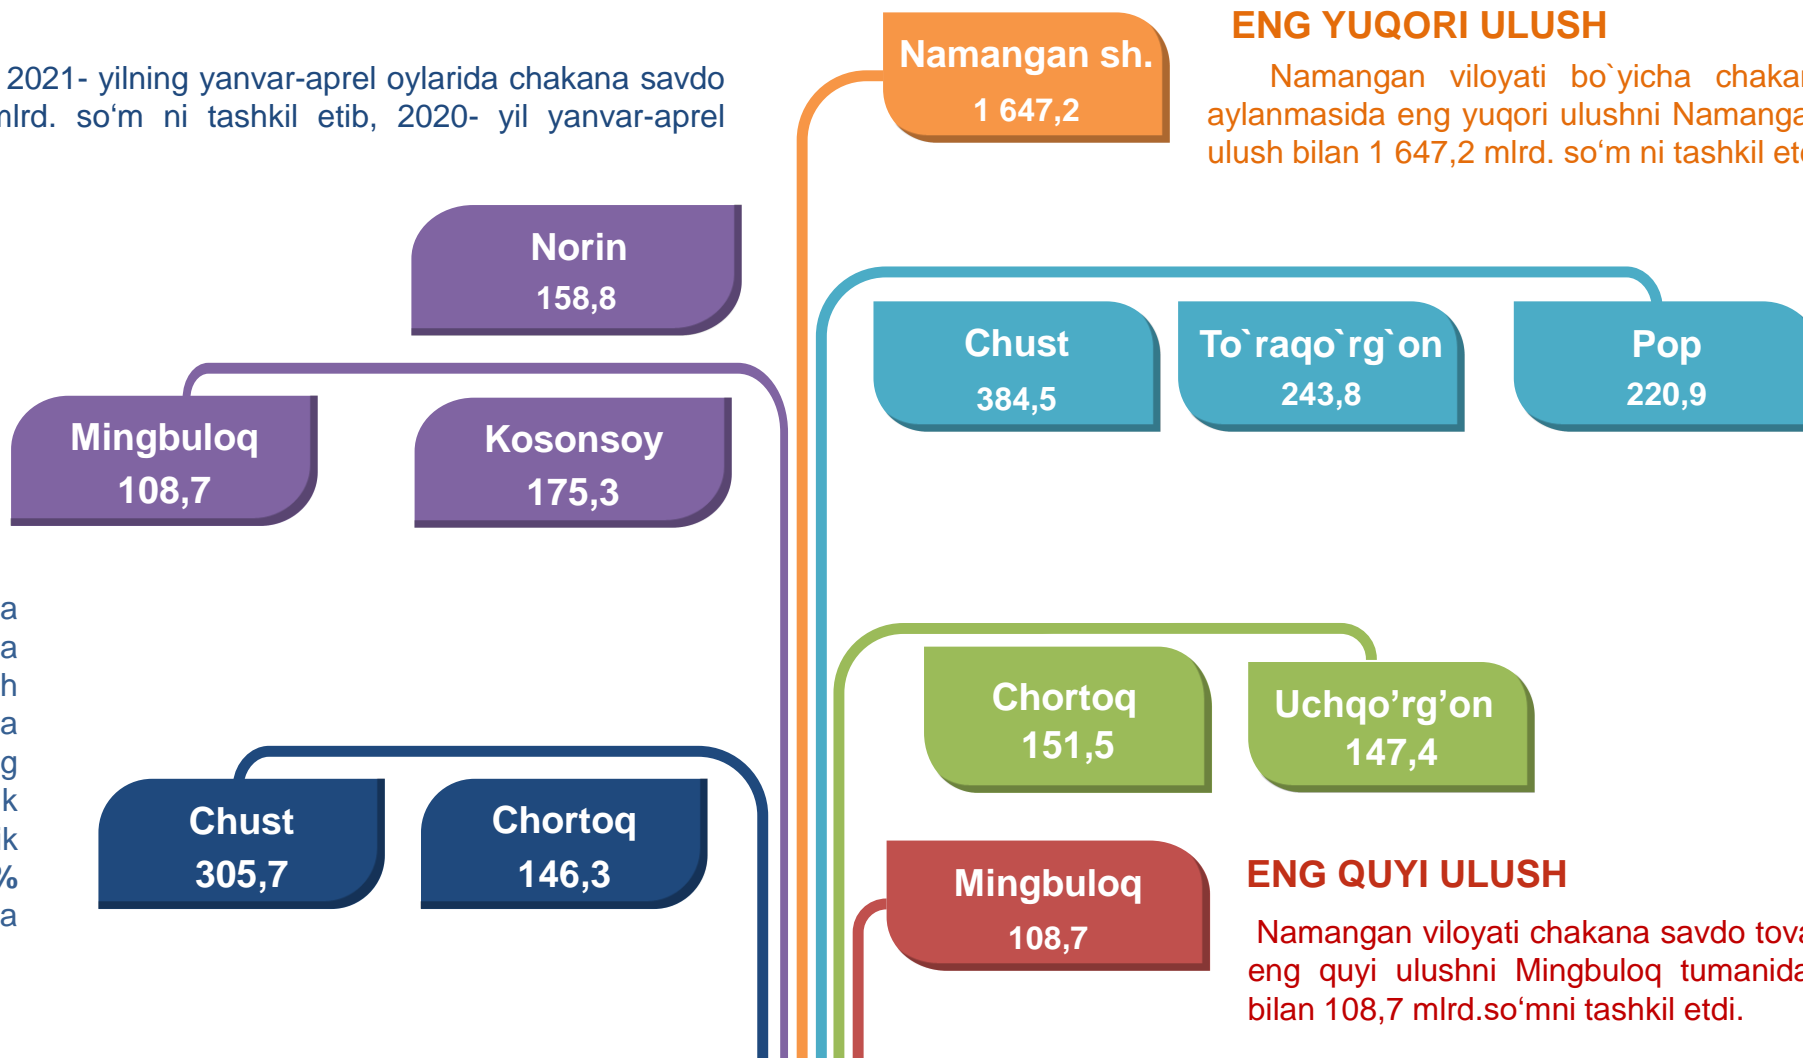 2021- yilning yanvar-aprel oylarida chakana savdo
mlrd. so‘m ni tashkil etib, 2020- yil yanvar-aprel
Namangan sh.
1 647,2
ENG YUQORI ULUSH
Namangan viloyati bo`yicha
aylanmasida eng yuqori ulushni
ulush bilan 1 647,2 mlrd. so‘m ni tashkil
Norin
158,8
Mingbuloq
108,7
Kosonsoy
175,3
Chust
384,5
To`raqo`rg`on
243,8
Pop
220,9
a
a
h
a
g
k
ik
%
a
Chust
305,7
Chortoq
146,3
Chortoq
151,5
Uchqo’rg’on
147,4
Mingbuloq
108,7
ENG QUYI ULUSH
Namangan viloyati chakana savdo
eng quyi ulushni Mingbuloq
bilan 108,7 mlrd.so‘mni tashkil etdi.